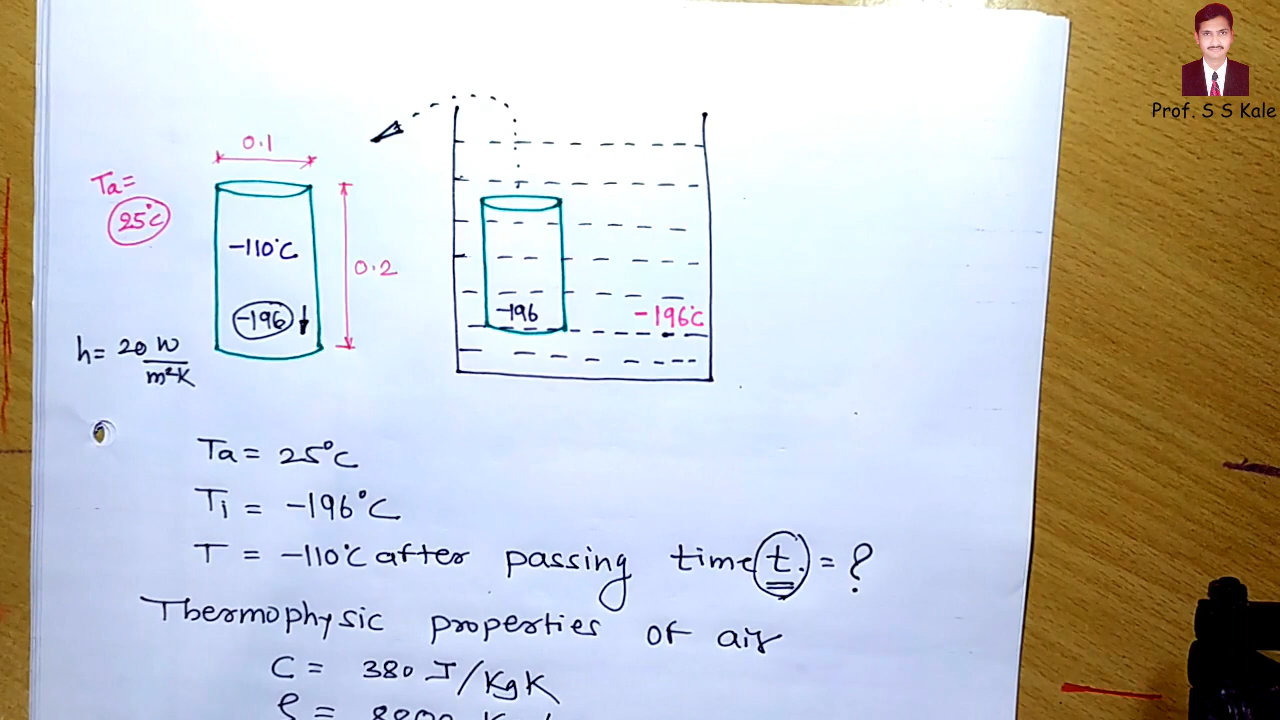 Prof. S S Kale
0.1
Ta=
25°C
-110°C
-196
0.2
h= 20 W
m²K
-196
-196°C
Ta= 25°C
Ti = -196°C
T = -110°C after passing time t. = ?
Thermophysic properties of air
C = 380 J/KgK